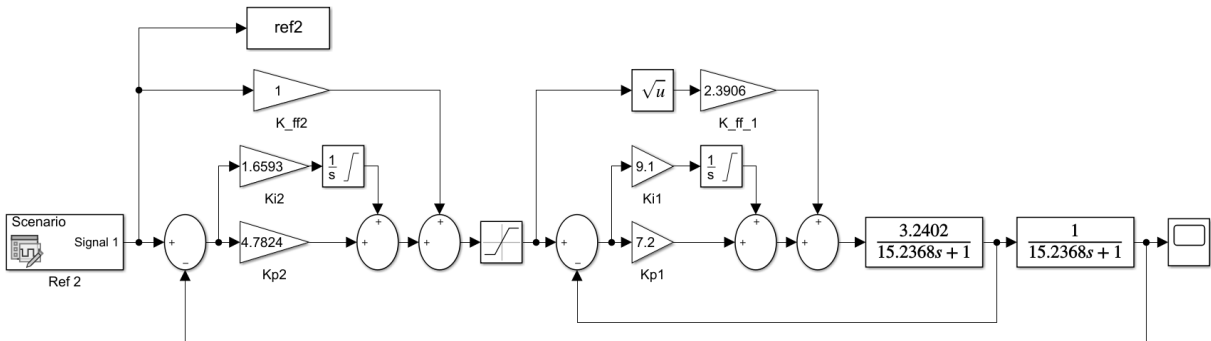 ref2
1
K_ff2
√u
2.3906
K_ff_1
1.6593
Ki2
1
s
9.1
Ki1
1
s
Scenario
Signal 1
Ref 2
+
−
4.7824
Kp2
+
+
+
+
+
−
7.2
Kp1
+
+
+
+
3.2402
15.2368s + 1
1
15.2368s + 1